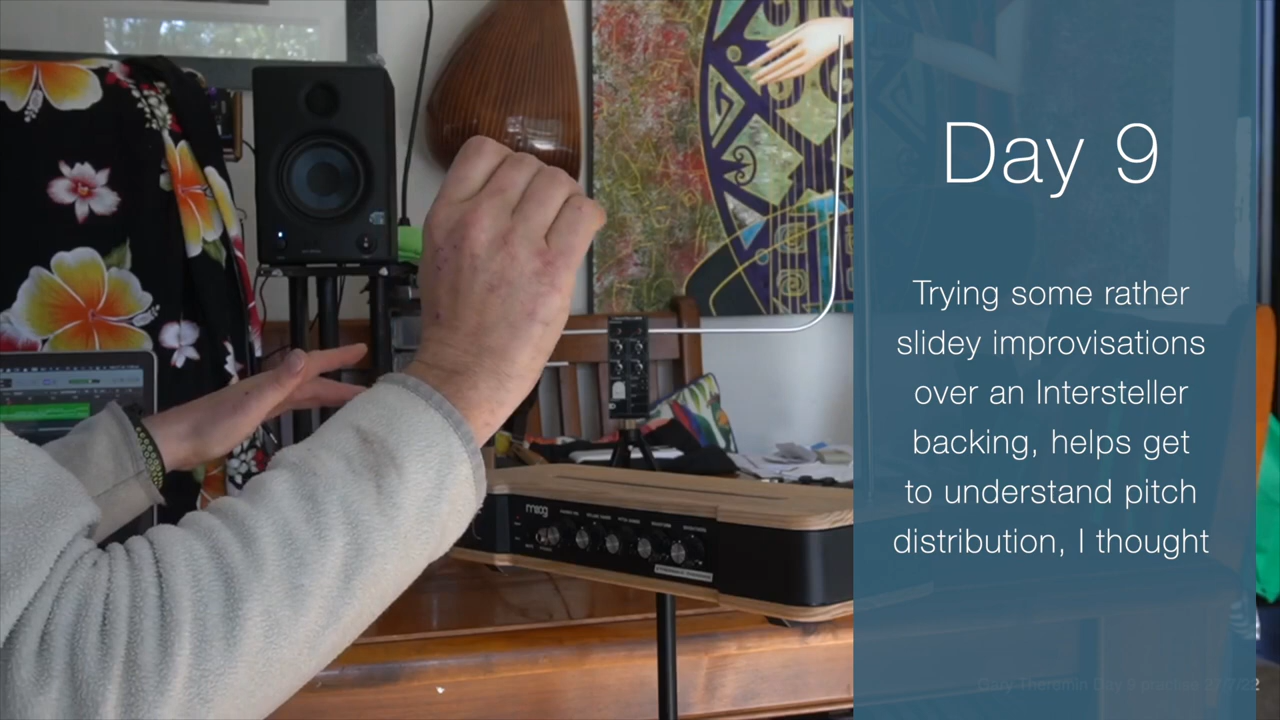 Day 9
Trying some rather
slidey improvisations
over an Intersteller
backing, helps get
to understand pitch
distribution, I thought
moog